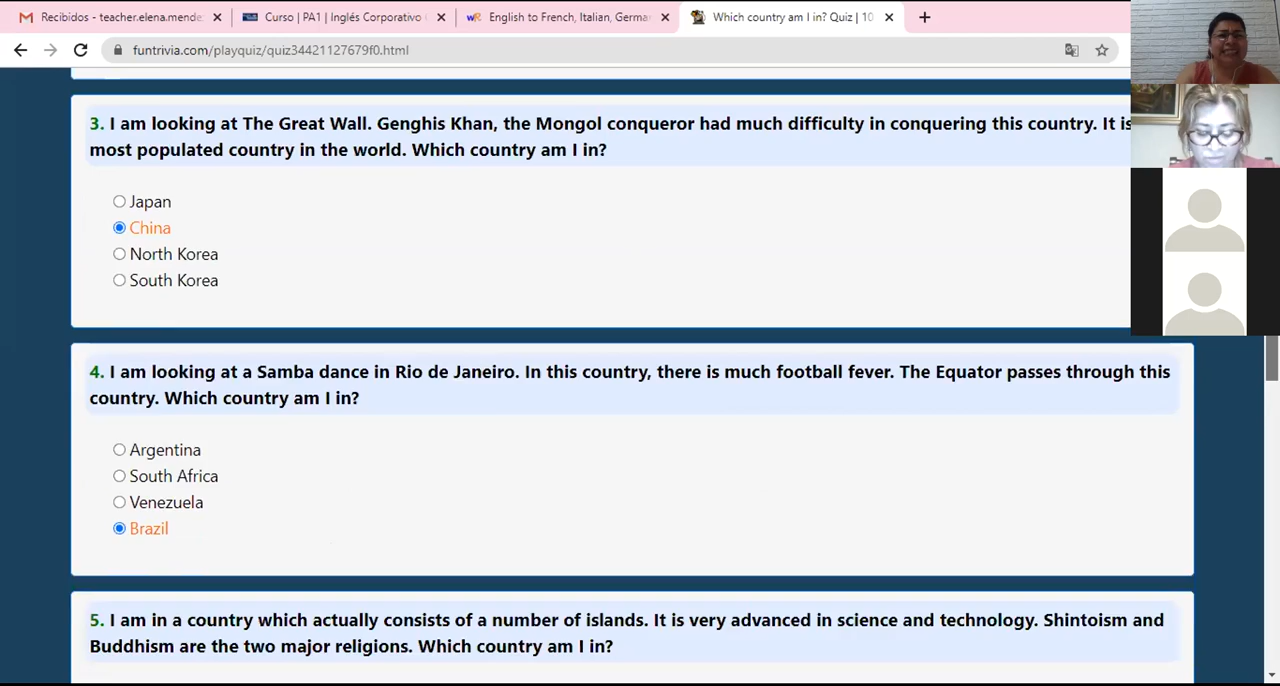 Recibidos - teacher.elena.mende
Curso | PA1 | Inglés Corporativo
English to French, Italian, Germa
Which country am I in? Quiz | 10
funtrivia.com/playquiz/quiz34421127679f0.html
3. I am looking at The Great Wall. Genghis Khan, the Mongol conqueror had much difficulty in conquering this country. It is
most populated country in the world. Which country am I in?
Japan
China
North Korea
South Korea
4. I am looking at a Samba dance in Rio de Janeiro. In this country, there is much football fever. The Equator passes through this
country. Which country am I in?
Argentina
South Africa
Venezuela
Brazil
5. I am in a country which actually consists of a number of islands. It is very advanced in science and technology. Shintoism and
Buddhism are the two major religions. Which country am I in?